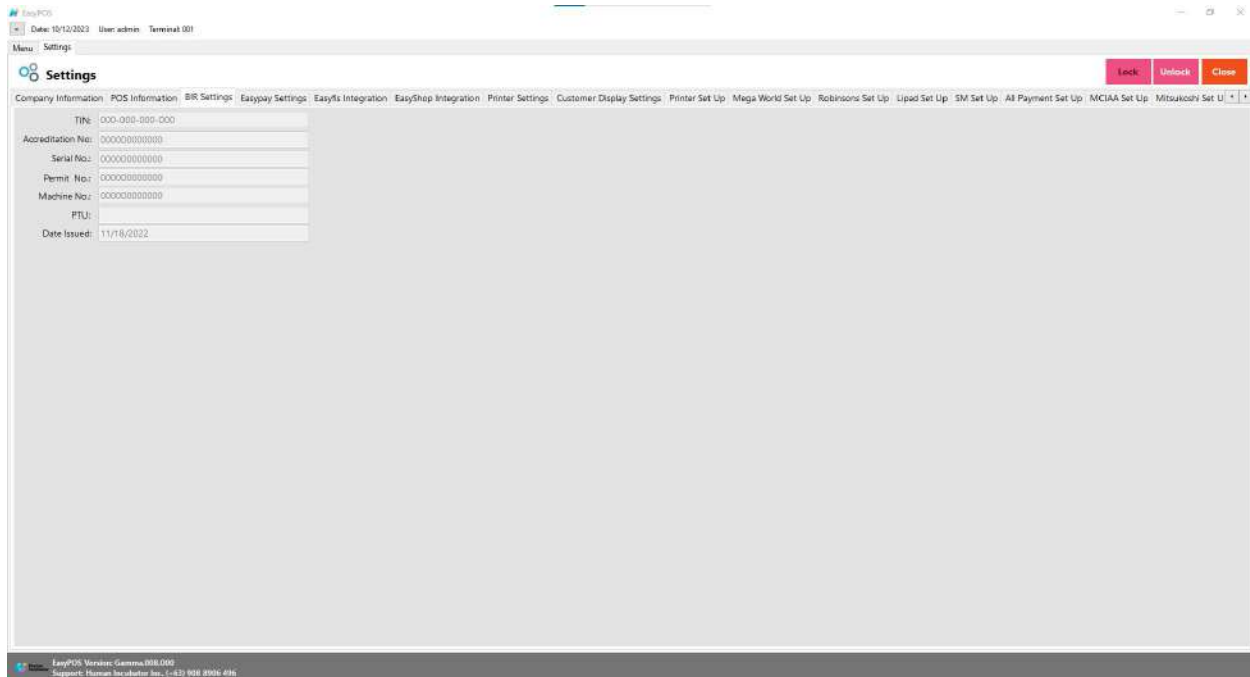 EasyPOS
Date: 10/12/2023 User: admin Terminal: 001
Menu Settings
Settings Lock Unlock Close
Company Information POS Information BIR Settings Easypay Settings Easyfis Integration EasyShop Integration Printer Settings Customer Display Settings Printer Set Up Mega World Set Up Robinsons Set Up Lipad Set Up SM Set Up All Payment Set Up MCIAA Set Up Mitsukoshi Set U
TIN: 000-000-000-000
Accreditation No: 000000000000
Serial No.: 000000000000
Permit No.: 000000000000
Machine No.: 000000000000
PTU:
Date Issued: 11/18/2022
EasyPOS Version: Gamma.008.000
Support: Human Incubator Inc. (+63) 908 8906 496